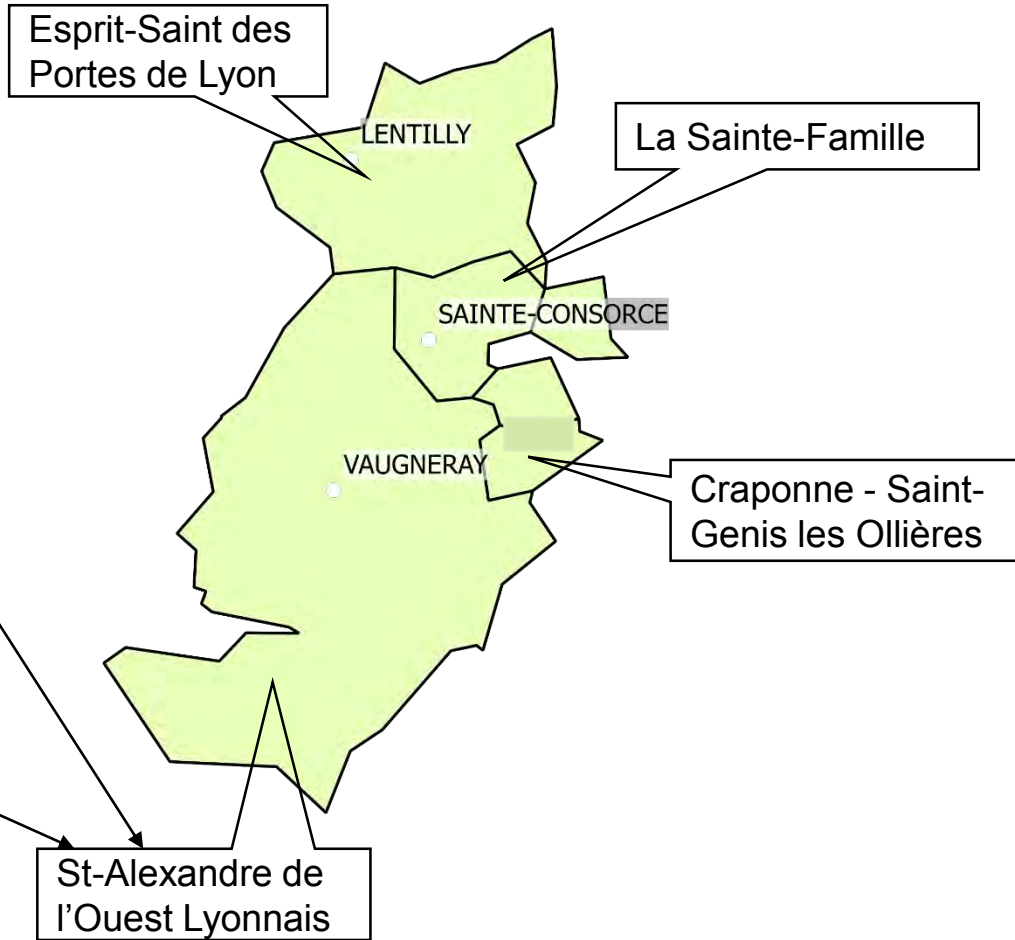 Esprit-Saint des
Portes de Lyon
LENTILLY
La Sainte-Famille
SAINTE-CONSORCE
VAUGNERAY
Craponne - Saint-
Genis les Ollières
St-Alexandre de
l’Ouest Lyonnais